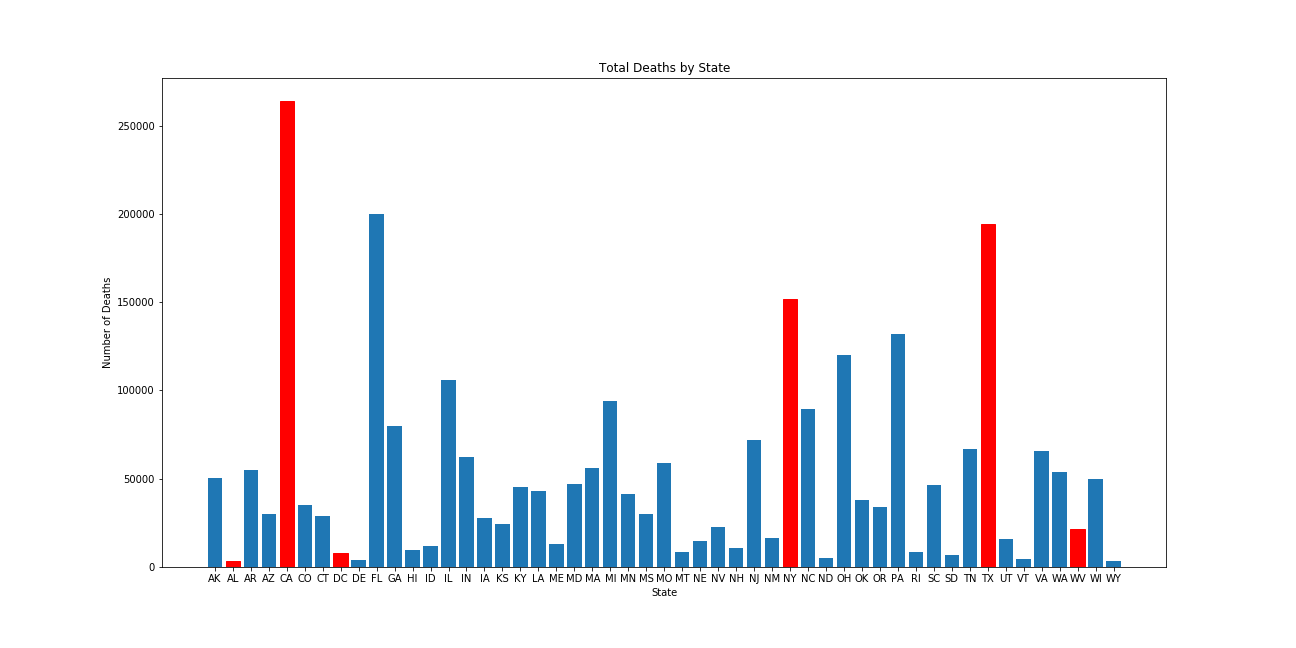 Total Deaths by State
250000
200000
150000
100000
50000
0
Number of Deaths
AK AL AR AZ CA CO CT DC DE FL GA HI ID IL IN IA KS KY LA ME MD MA MI MN MS MO MT NE NV NH NJ NM NY NC ND OH OK OR PA RI SC SD TN TX UT VT VA WA WV WI WY
State